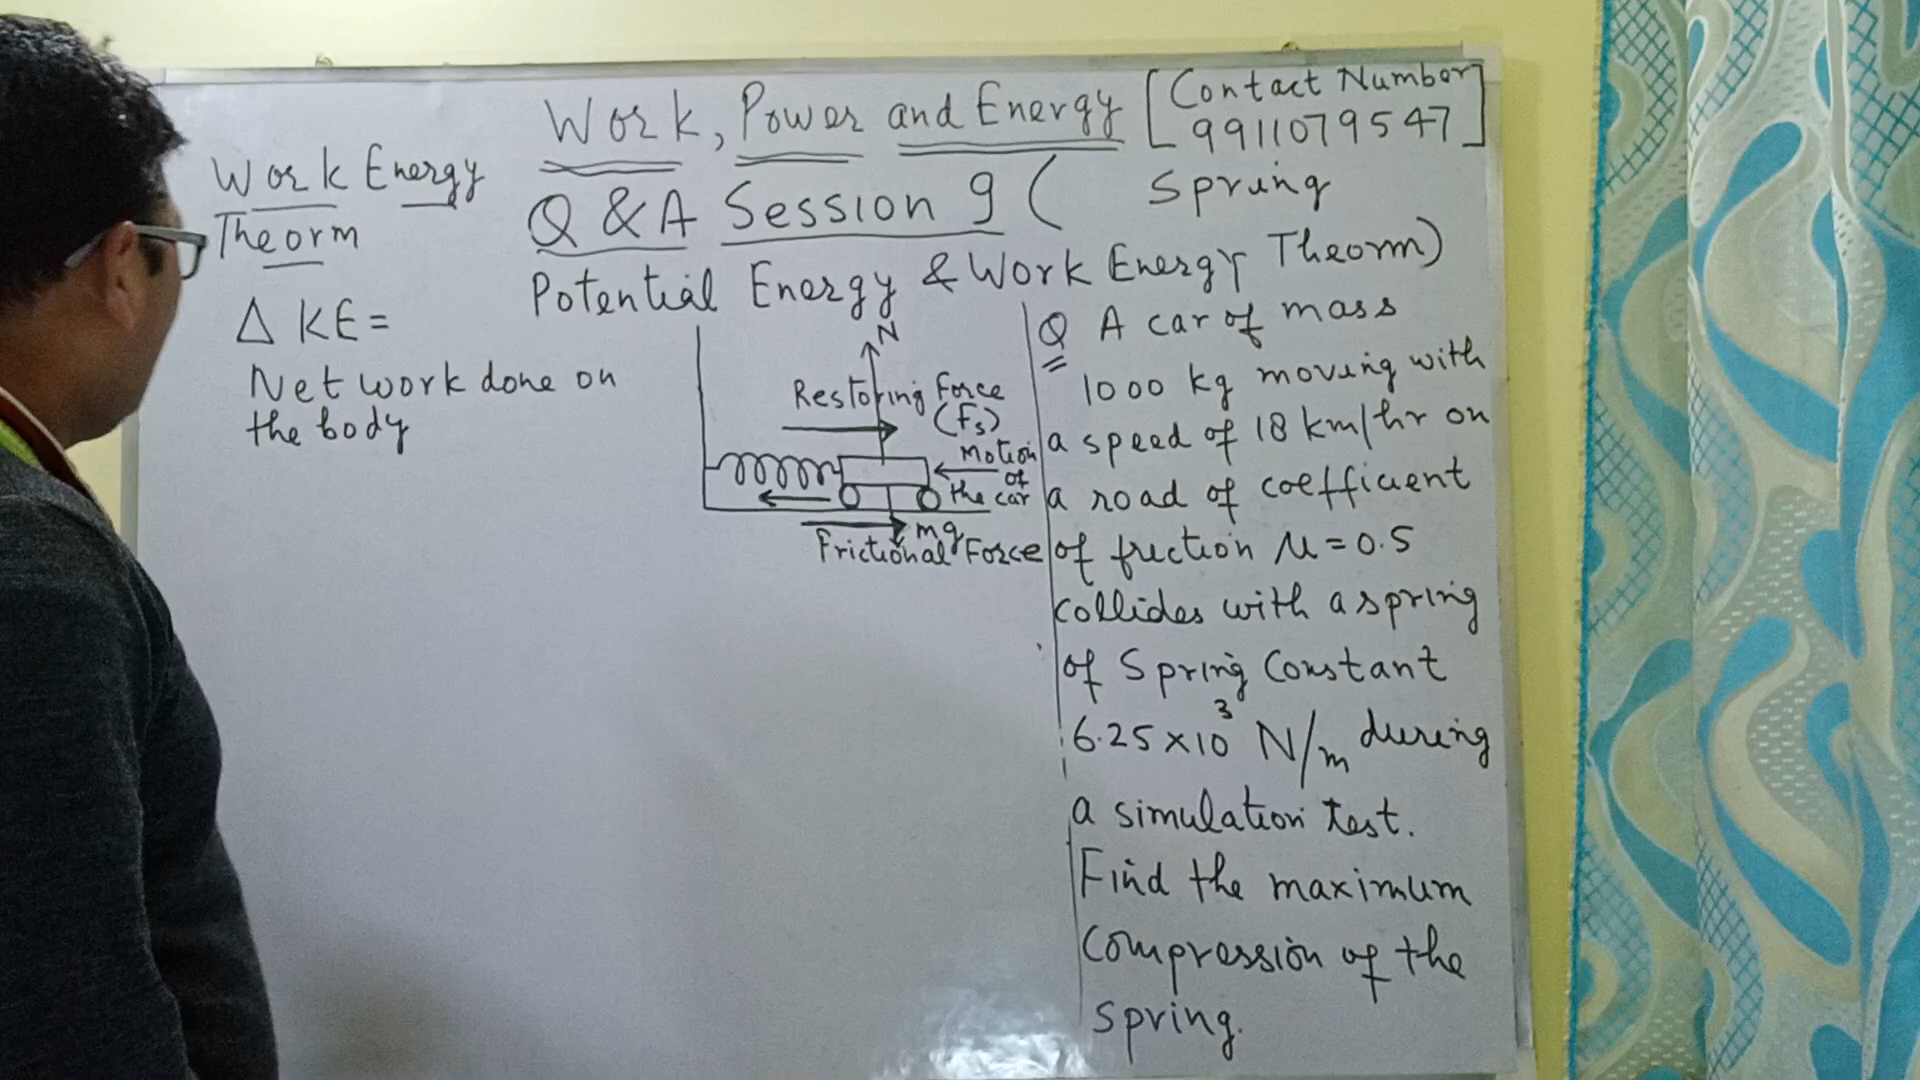 Work, Power and Energy [Contact Number
9911079547]
Work Energy
Theorm
Q & A Session 9 ( Spring
Potential Energy & Work Energy Theorm)
Δ KE =
Net work done on
the body
N
Restoring Force
(Fs)
Motion
of
the car
mg
Frictional Force
Q A car of mass
1000 kg moving with
a speed of 18 km/hr on
a road of coefficient
of friction μ = 0.5
collides with a spring
of Spring Constant
6.25 × 10³ N/m during
a simulation test.
Find the maximum
compression of the
spring.